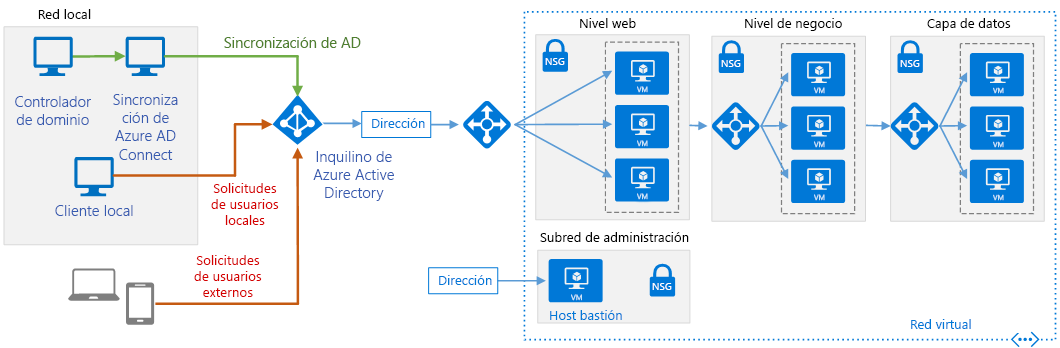 Red local
Controlador
de dominio
Sincroniza
ción de
Azure AD
Connect
Cliente local
Sincronización de AD
Solicitudes
de usuarios
locales
Solicitudes
de usuarios
externos
Inquilino de
Azure Active
Directory
Dirección
Nivel web
NSG
VM
VM
VM
Nivel de negocio
NSG
VM
VM
VM
Capa de datos
NSG
VM
VM
VM
Subred de administración
Dirección
VM
Host bastión
NSG
Red virtual